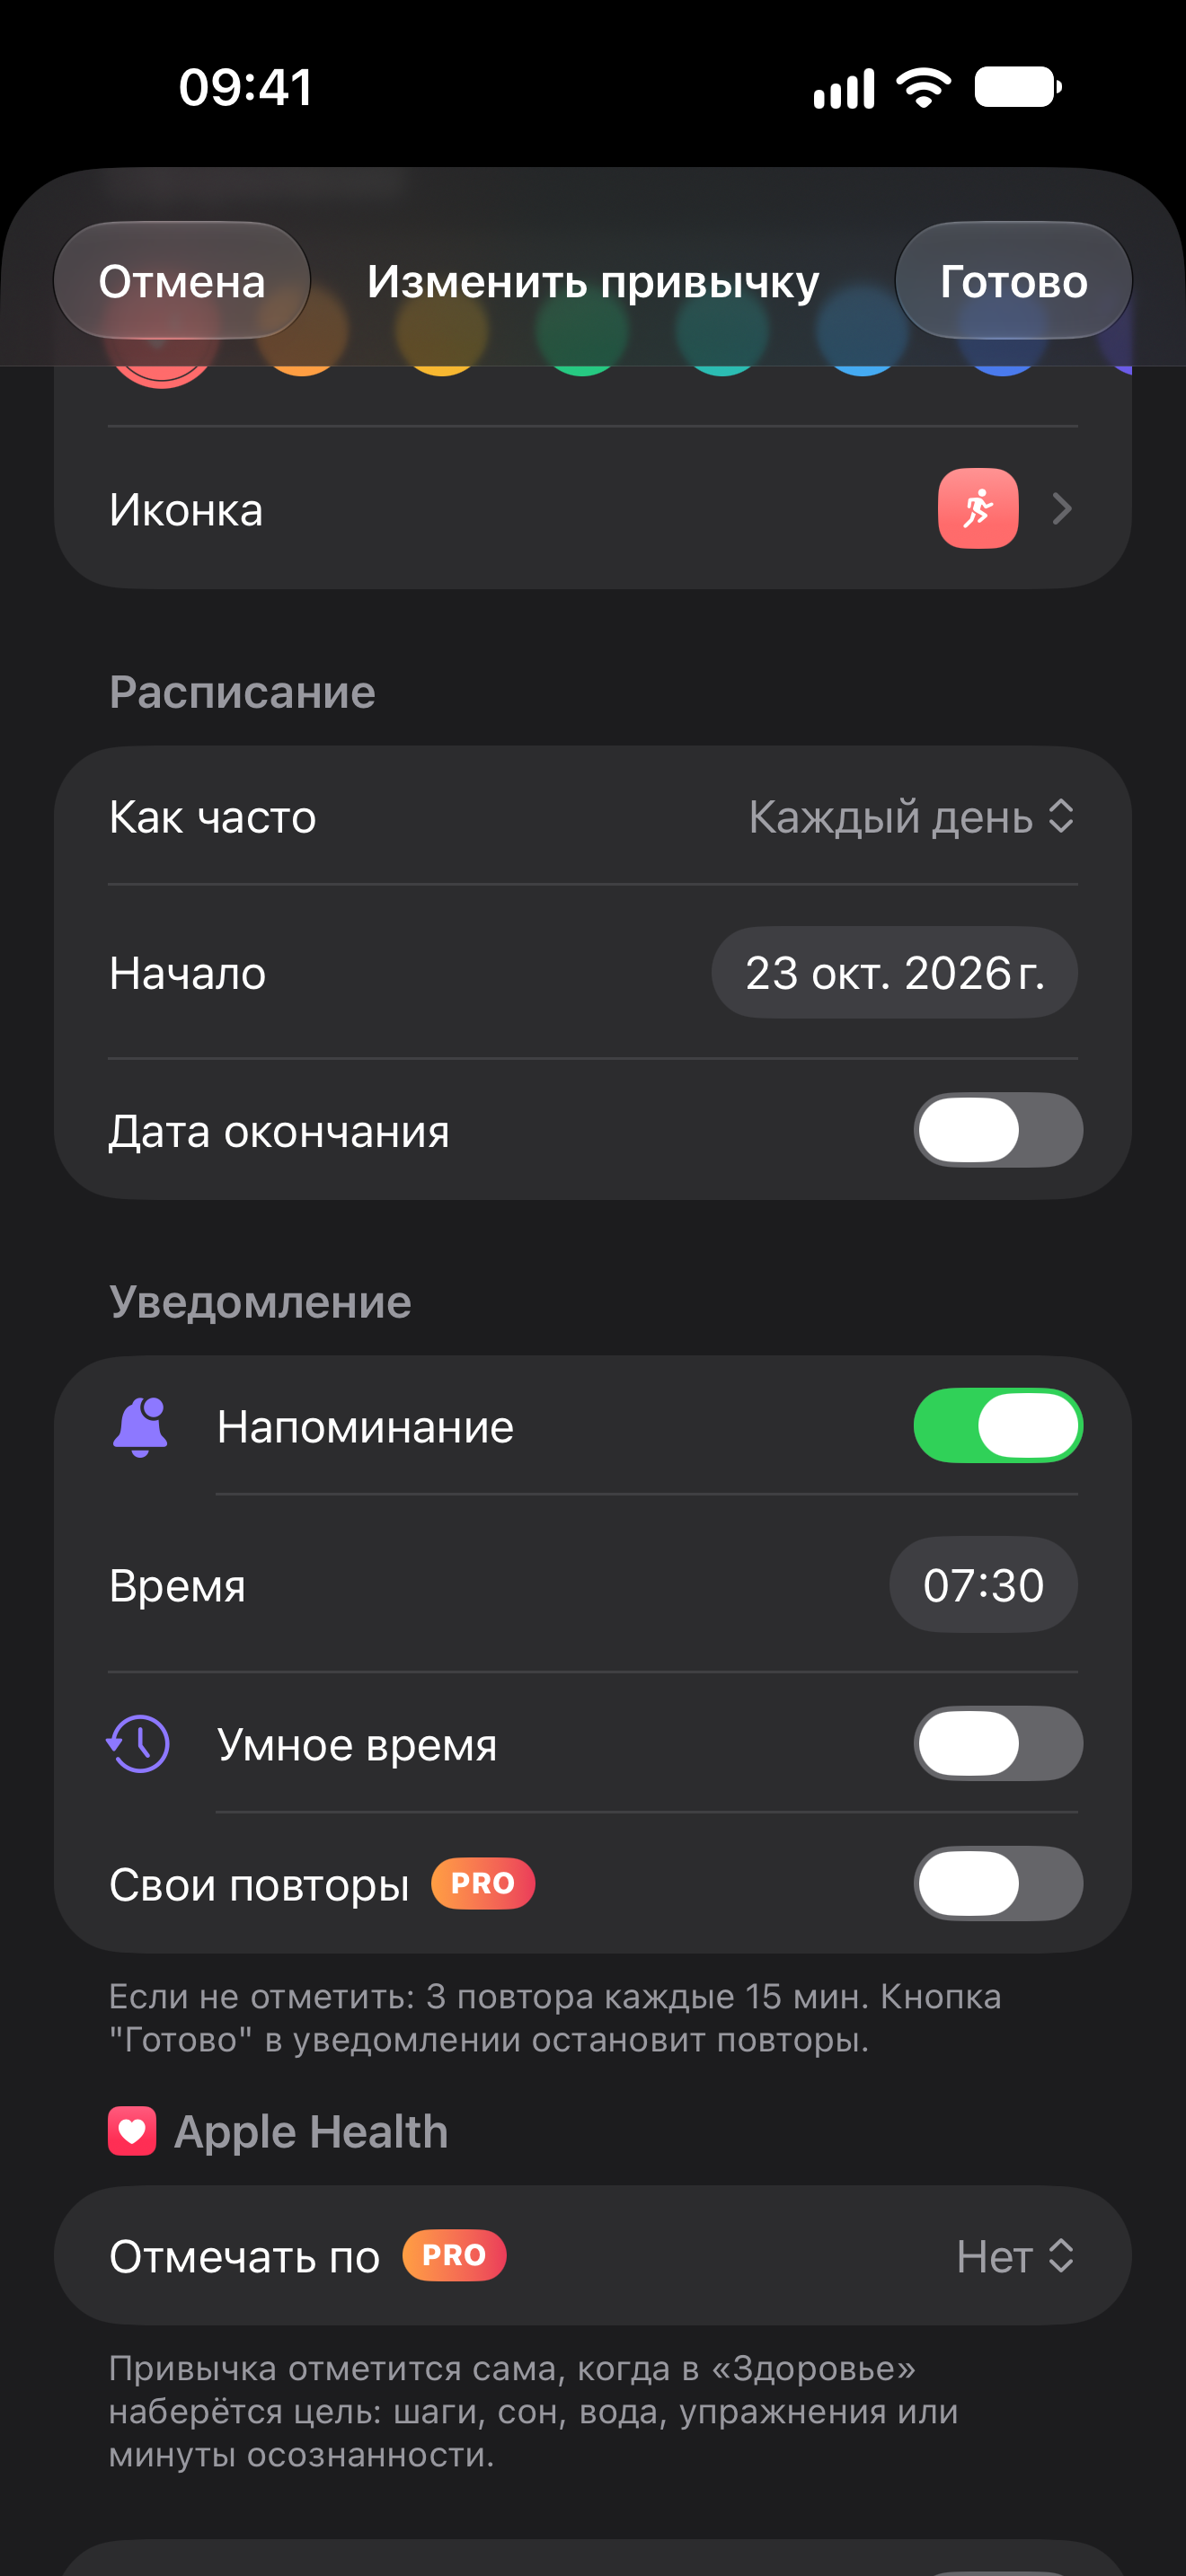 09:41
Отмена
Изменить привычку
Готово
Иконка
Расписание
Как часто
Каждый день
Начало
23 окт. 2026 г.
Дата окончания
Уведомление
Напоминание
Время
07:30
Умное время
Свои повторы PRO
Если не отметить: 3 повтора каждые 15 мин. Кнопка
"Готово" в уведомлении остановит повторы.
Apple Health
Отмечать по PRO
Нет
Привычка отметится сама, когда в «Здоровье»
наберётся цель: шаги, сон, вода, упражнения или
минуты осознанности.